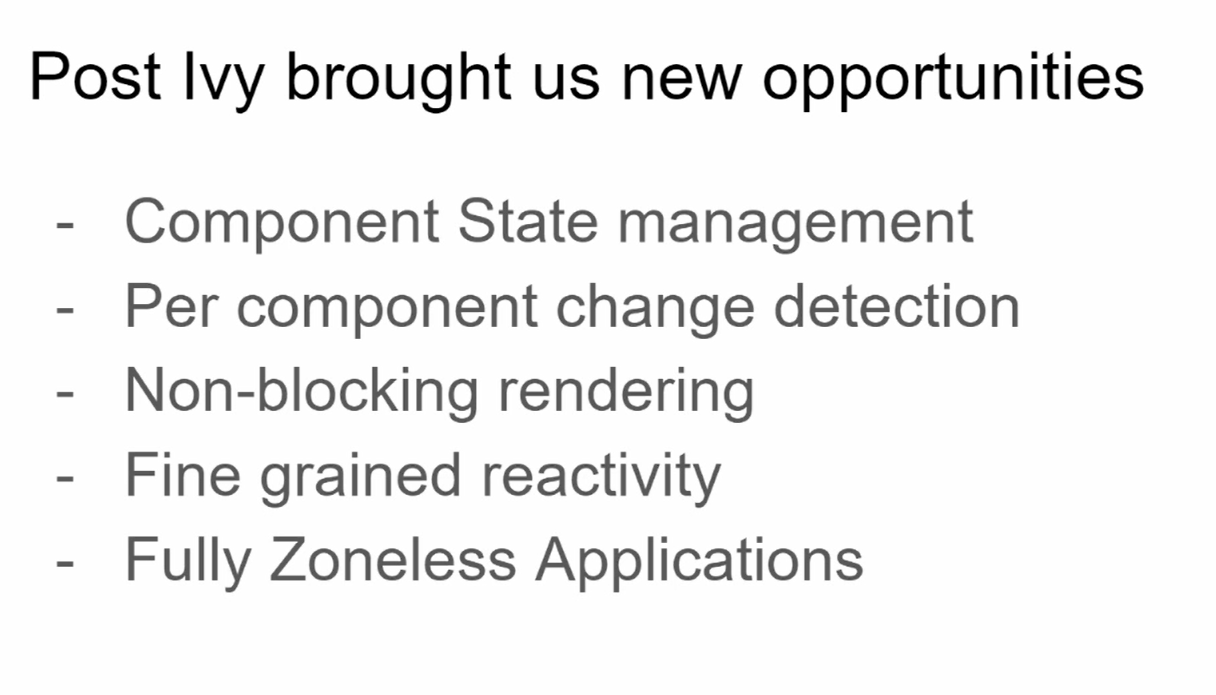 Post Ivy brought us new opportunities
- Component State management
- Per component change detection
- Non-blocking rendering
- Fine grained reactivity
- Fully Zoneless Applications